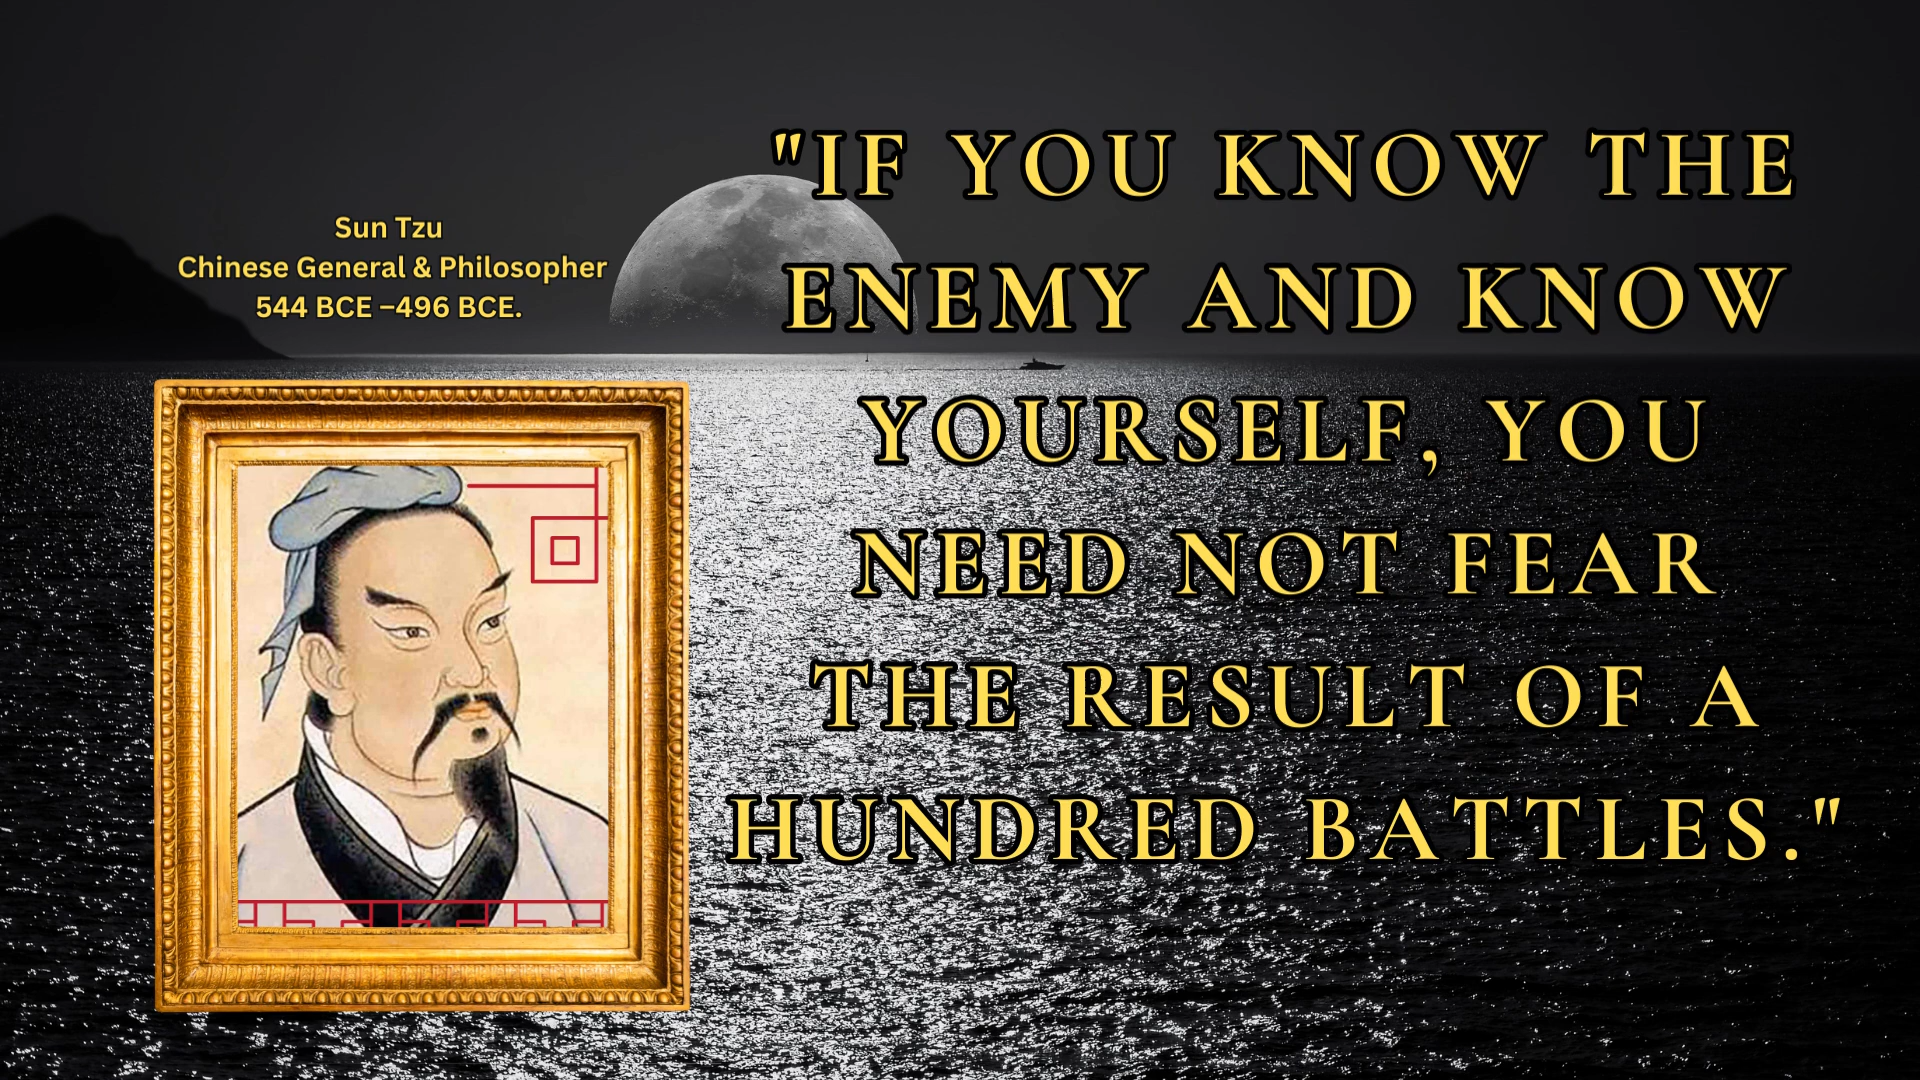 Sun Tzu
Chinese General & Philosopher
544 BCE –496 BCE.
"IF YOU KNOW THE
ENEMY AND KNOW
YOURSELF, YOU
NEED NOT FEAR
THE RESULT OF A
HUNDRED BATTLES."